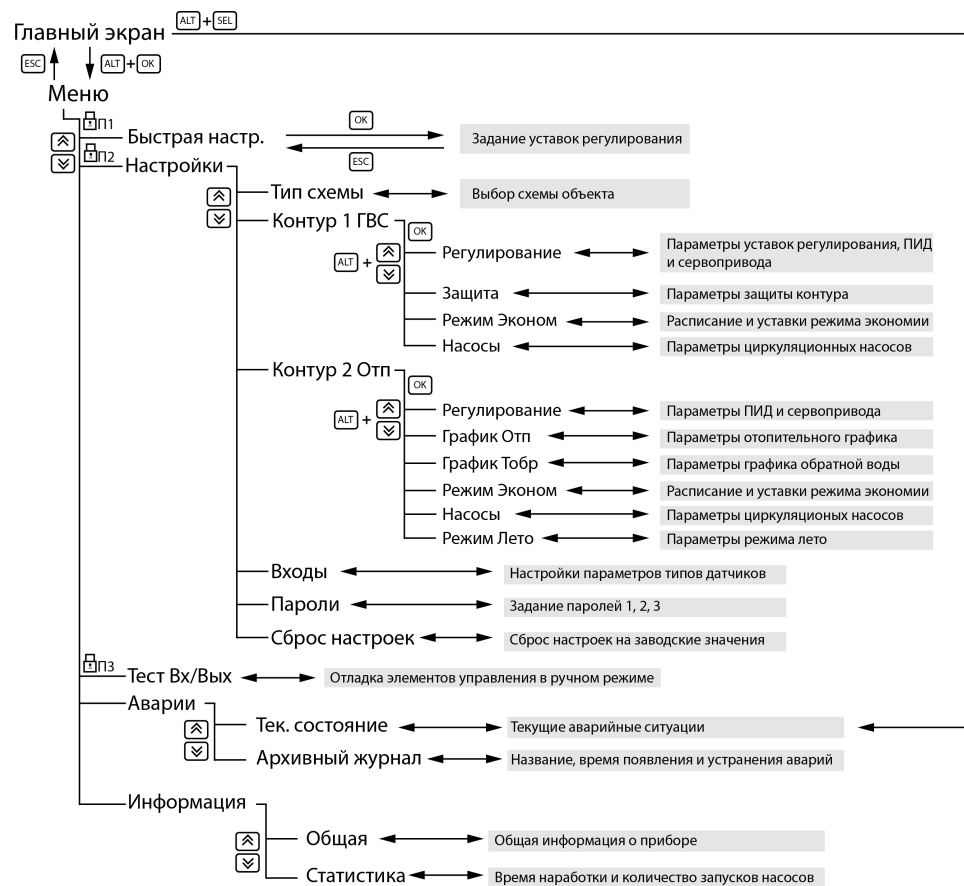 Главный экран ALT + SEL
ESC ALT + OK
Меню
П1
Быстрая настр. OK ESC Задание уставок регулирования
П2
Настройки
Тип схемы Выбор схемы объекта
Контур 1 ГВС
OK
ALT +
Регулирование Параметры уставок регулирования, ПИД
и сервопривода
Защита Параметры защиты контура
Режим Эконом Расписание и уставки режима экономии
Насосы Параметры циркуляционных насосов
Контур 2 Отп
OK
ALT +
Регулирование Параметры ПИД и сервопривода
График Отп Параметры отопительного графика
График Тобр Параметры графика обратной воды
Режим Эконом Расписание и уставки режима экономии
Насосы Параметры циркуляционых насосов
Режим Лето Параметры режима лето
Входы Настройки параметров типов датчиков
Пароли Задание паролей 1, 2, 3
Сброс настроек Сброс настроек на заводские значения
П3
Тест Вх/Вых Отладка элементов управления в ручном режиме
Аварии
Тек. состояние Текущие аварийные ситуации
Архивный журнал Название, время появления и устранения аварий
Информация
Общая Общая информация о приборе
Статистика Время наработки и количество запусков насосов